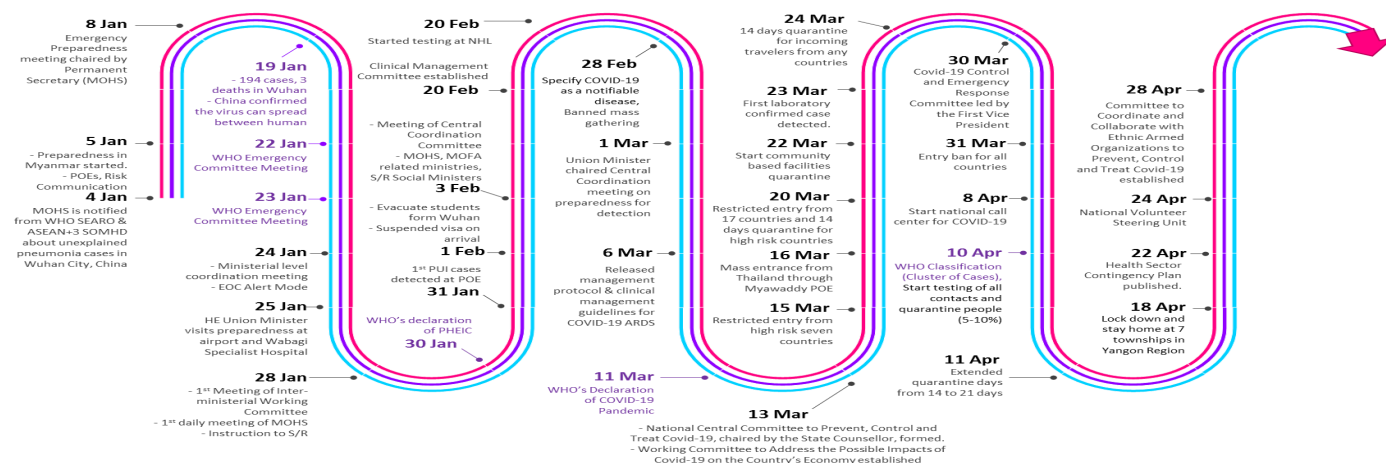 8 Jan
Emergency
Preparedness
meeting chaired by
Permanent
Secretary (MOHS)
5 Jan
- Preparedness in
Myanmar started.
- POEs, Risk
Communication
4 Jan
MOHS is notified
from WHO SEARO &
ASEAN+3 SOMHD
about unexplained
pneumonia cases in
Wuhan City, China
19 Jan
- 194 cases, 3
deaths in Wuhan
- China confirmed
the virus can spread
between human
22 Jan
WHO Emergency
Committee Meeting
23 Jan
WHO Emergency
Committee Meeting
24 Jan
- Ministerial level
coordination meeting
- EOC Alert Mode
25 Jan
HE Union Minister
visits preparedness at
airport and Wabagi
Specialist Hospital
28 Jan
- 1st Meeting of Inter-
ministerial Working
Committee
- 1st daily meeting of MOHS
- Instruction to S/R
20 Feb
Started testing at NHL
Clinical Management
Committee established
20 Feb
- Meeting of Central
Coordination
Committee
- MOHS, MOFA
related ministries,
S/R Social Ministers
3 Feb
- Evacuate students
form Wuhan
- Suspended visa on
arrival
1 Feb
1st PUI cases
detected at POE
31 Jan
WHO's declaration
of PHEIC
30 Jan
28 Feb
Specify COVID-19
as a notifiable
disease,
Banned mass
gathering
1 Mar
Union Minister
chaired Central
Coordination
meeting on
preparedness for
detection
6 Mar
Released
management
protocol & clinical
management
guidelines for
COVID-19 ARDS
11 Mar
WHO's Declaration
of COVID-19
Pandemic
13 Mar
- National Central Committee to Prevent, Control and
Treat Covid-19, chaired by the State Counsellor, formed.
- Working Committee to Address the Possible Impacts of
Covid-19 on the Country's Economy established
24 Mar
14 days quarantine
for incoming
travelers from any
countries
23 Mar
First laboratory
confirmed case
detected.
22 Mar
Start community
based facilities
quarantine
20 Mar
Restricted entry from
17 countries and 14
days quarantine for
high risk countries
16 Mar
Mass entrance from
Thailand through
Myawaddy POE
15 Mar
Restricted entry from
high risk seven
countries
30 Mar
Covid-19 Control
and Emergency
Response
Committee led by
the First Vice
President
31 Mar
Entry ban for all
countries
8 Apr
Start national call
center for COVID-19
10 Apr
WHO Classification
(Cluster of Cases),
Start testing of all
contacts and
quarantine people
(5-10%)
11 Apr
Extended
quarantine days
from 14 to 21 days
28 Apr
Committee to
Coordinate and
Collaborate with
Ethnic Armed
Organizations to
Prevent, Control
and Treat Covid-19
established
24 Apr
National Volunteer
Steering Unit
22 Apr
Health Sector
Contingency Plan
published.
18 Apr
Lock down and
stay home at 7
townships in
Yangon Region